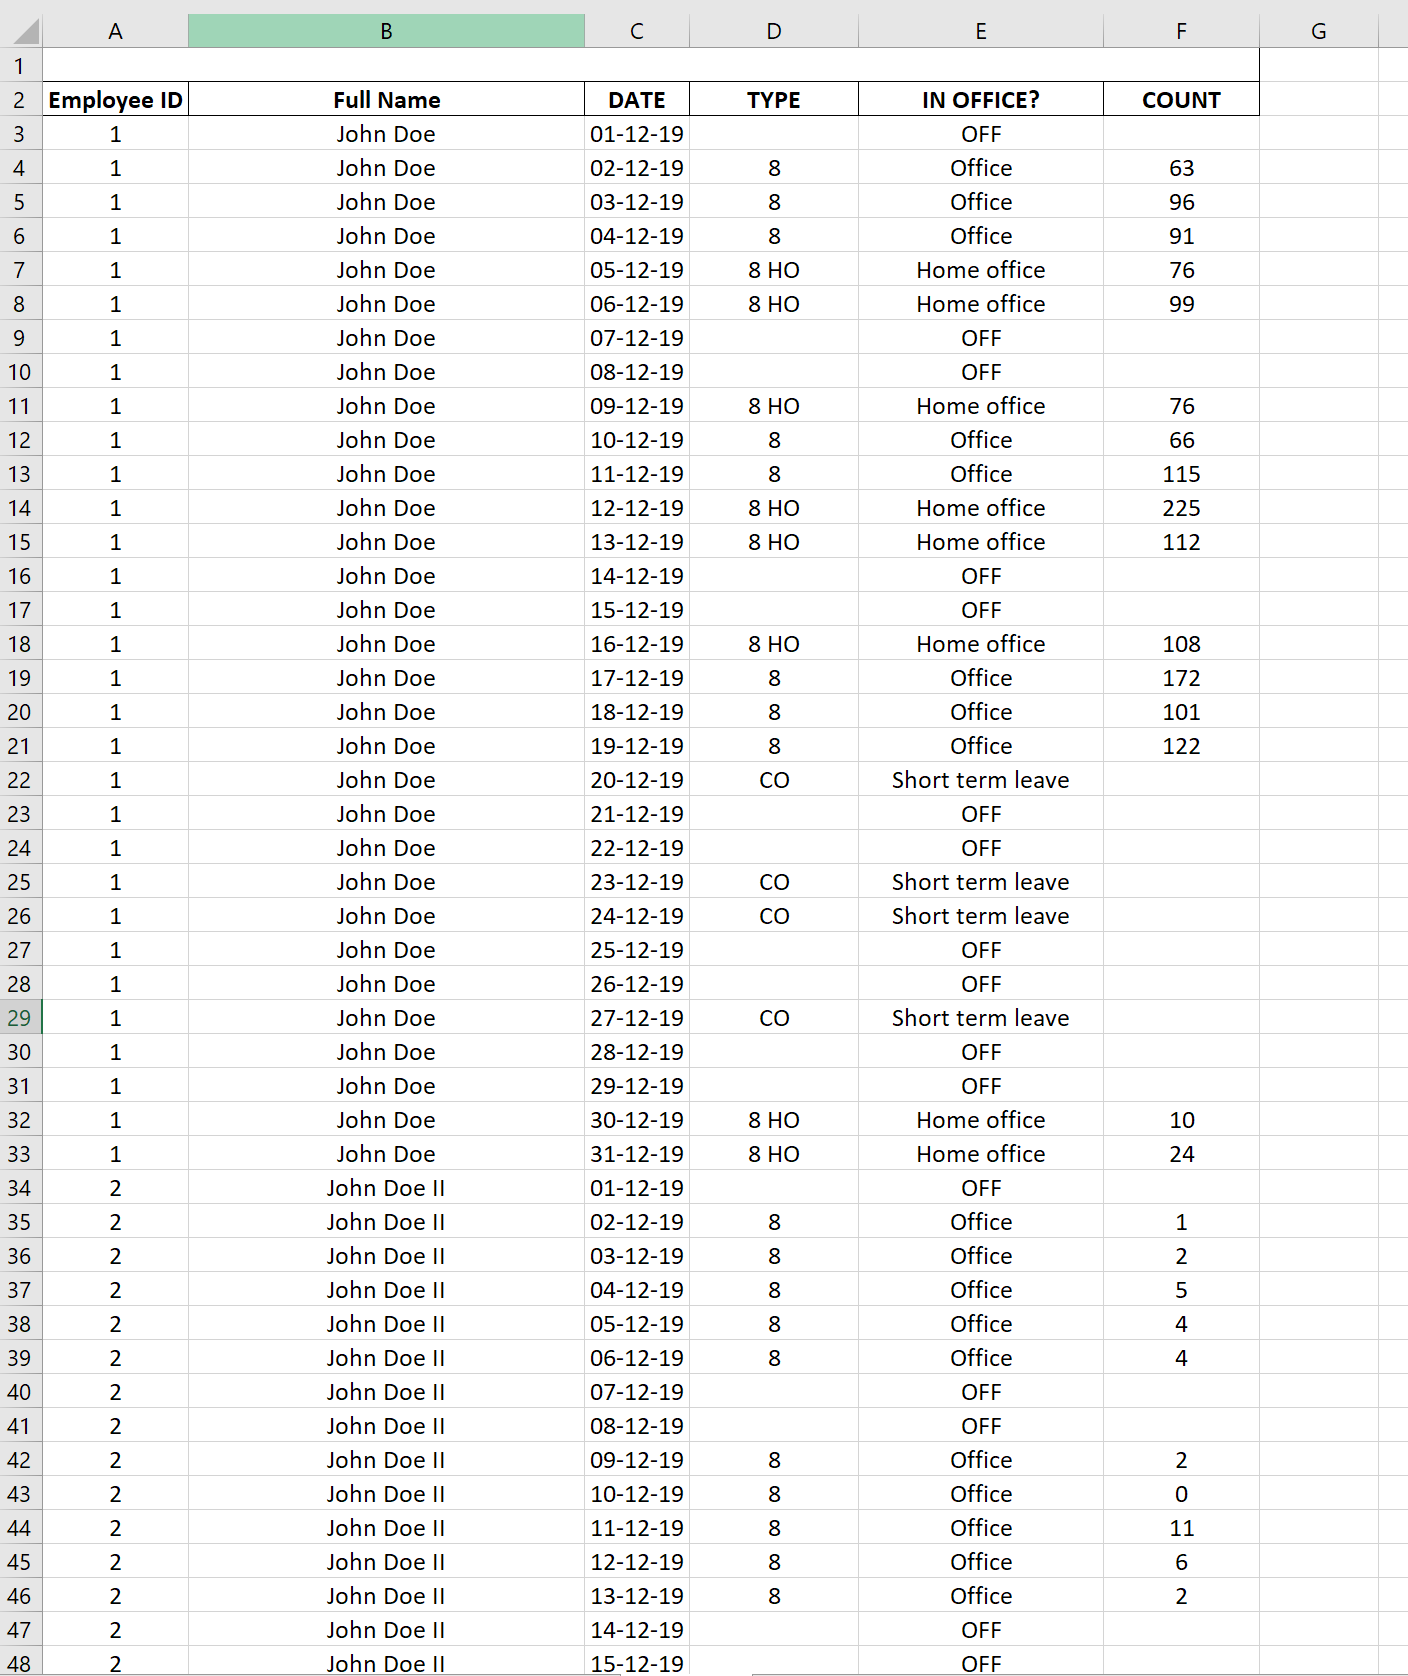 A B C D E F G
1
2 Employee ID Full Name DATE TYPE IN OFFICE? COUNT
3 1 John Doe 01-12-19 OFF
4 1 John Doe 02-12-19 8 Office 63
5 1 John Doe 03-12-19 8 Office 96
6 1 John Doe 04-12-19 8 Office 91
7 1 John Doe 05-12-19 8 HO Home office 76
8 1 John Doe 06-12-19 8 HO Home office 99
9 1 John Doe 07-12-19 OFF
10 1 John Doe 08-12-19 OFF
11 1 John Doe 09-12-19 8 HO Home office 76
12 1 John Doe 10-12-19 8 Office 66
13 1 John Doe 11-12-19 8 Office 115
14 1 John Doe 12-12-19 8 HO Home office 225
15 1 John Doe 13-12-19 8 HO Home office 112
16 1 John Doe 14-12-19 OFF
17 1 John Doe 15-12-19 OFF
18 1 John Doe 16-12-19 8 HO Home office 108
19 1 John Doe 17-12-19 8 Office 172
20 1 John Doe 18-12-19 8 Office 101
21 1 John Doe 19-12-19 8 Office 122
22 1 John Doe 20-12-19 CO Short term leave
23 1 John Doe 21-12-19 OFF
24 1 John Doe 22-12-19 OFF
25 1 John Doe 23-12-19 CO Short term leave
26 1 John Doe 24-12-19 CO Short term leave
27 1 John Doe 25-12-19 OFF
28 1 John Doe 26-12-19 OFF
29 1 John Doe 27-12-19 CO Short term leave
30 1 John Doe 28-12-19 OFF
31 1 John Doe 29-12-19 OFF
32 1 John Doe 30-12-19 8 HO Home office 10
33 1 John Doe 31-12-19 8 HO Home office 24
34 2 John Doe II 01-12-19 OFF
35 2 John Doe II 02-12-19 8 Office 1
36 2 John Doe II 03-12-19 8 Office 2
37 2 John Doe II 04-12-19 8 Office 5
38 2 John Doe II 05-12-19 8 Office 4
39 2 John Doe II 06-12-19 8 Office 4
40 2 John Doe II 07-12-19 OFF
41 2 John Doe II 08-12-19 OFF
42 2 John Doe II 09-12-19 8 Office 2
43 2 John Doe II 10-12-19 8 Office 0
44 2 John Doe II 11-12-19 8 Office 11
45 2 John Doe II 12-12-19 8 Office 6
46 2 John Doe II 13-12-19 8 Office 2
47 2 John Doe II 14-12-19 OFF
48 2 John Doe II 15-12-19 OFF